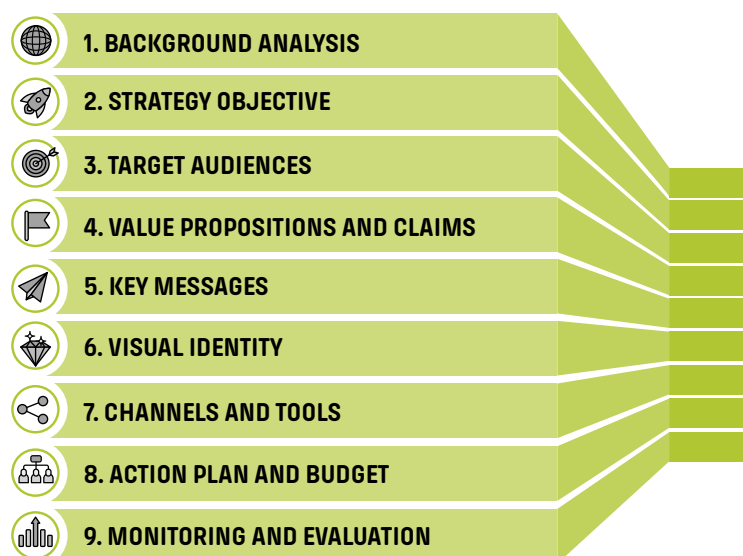 1. BACKGROUND ANALYSIS
2. STRATEGY OBJECTIVE
3. TARGET AUDIENCES
4. VALUE PROPOSITIONS AND CLAIMS
5. KEY MESSAGES
6. VISUAL IDENTITY
7. CHANNELS AND TOOLS
8. ACTION PLAN AND BUDGET
9. MONITORING AND EVALUATION